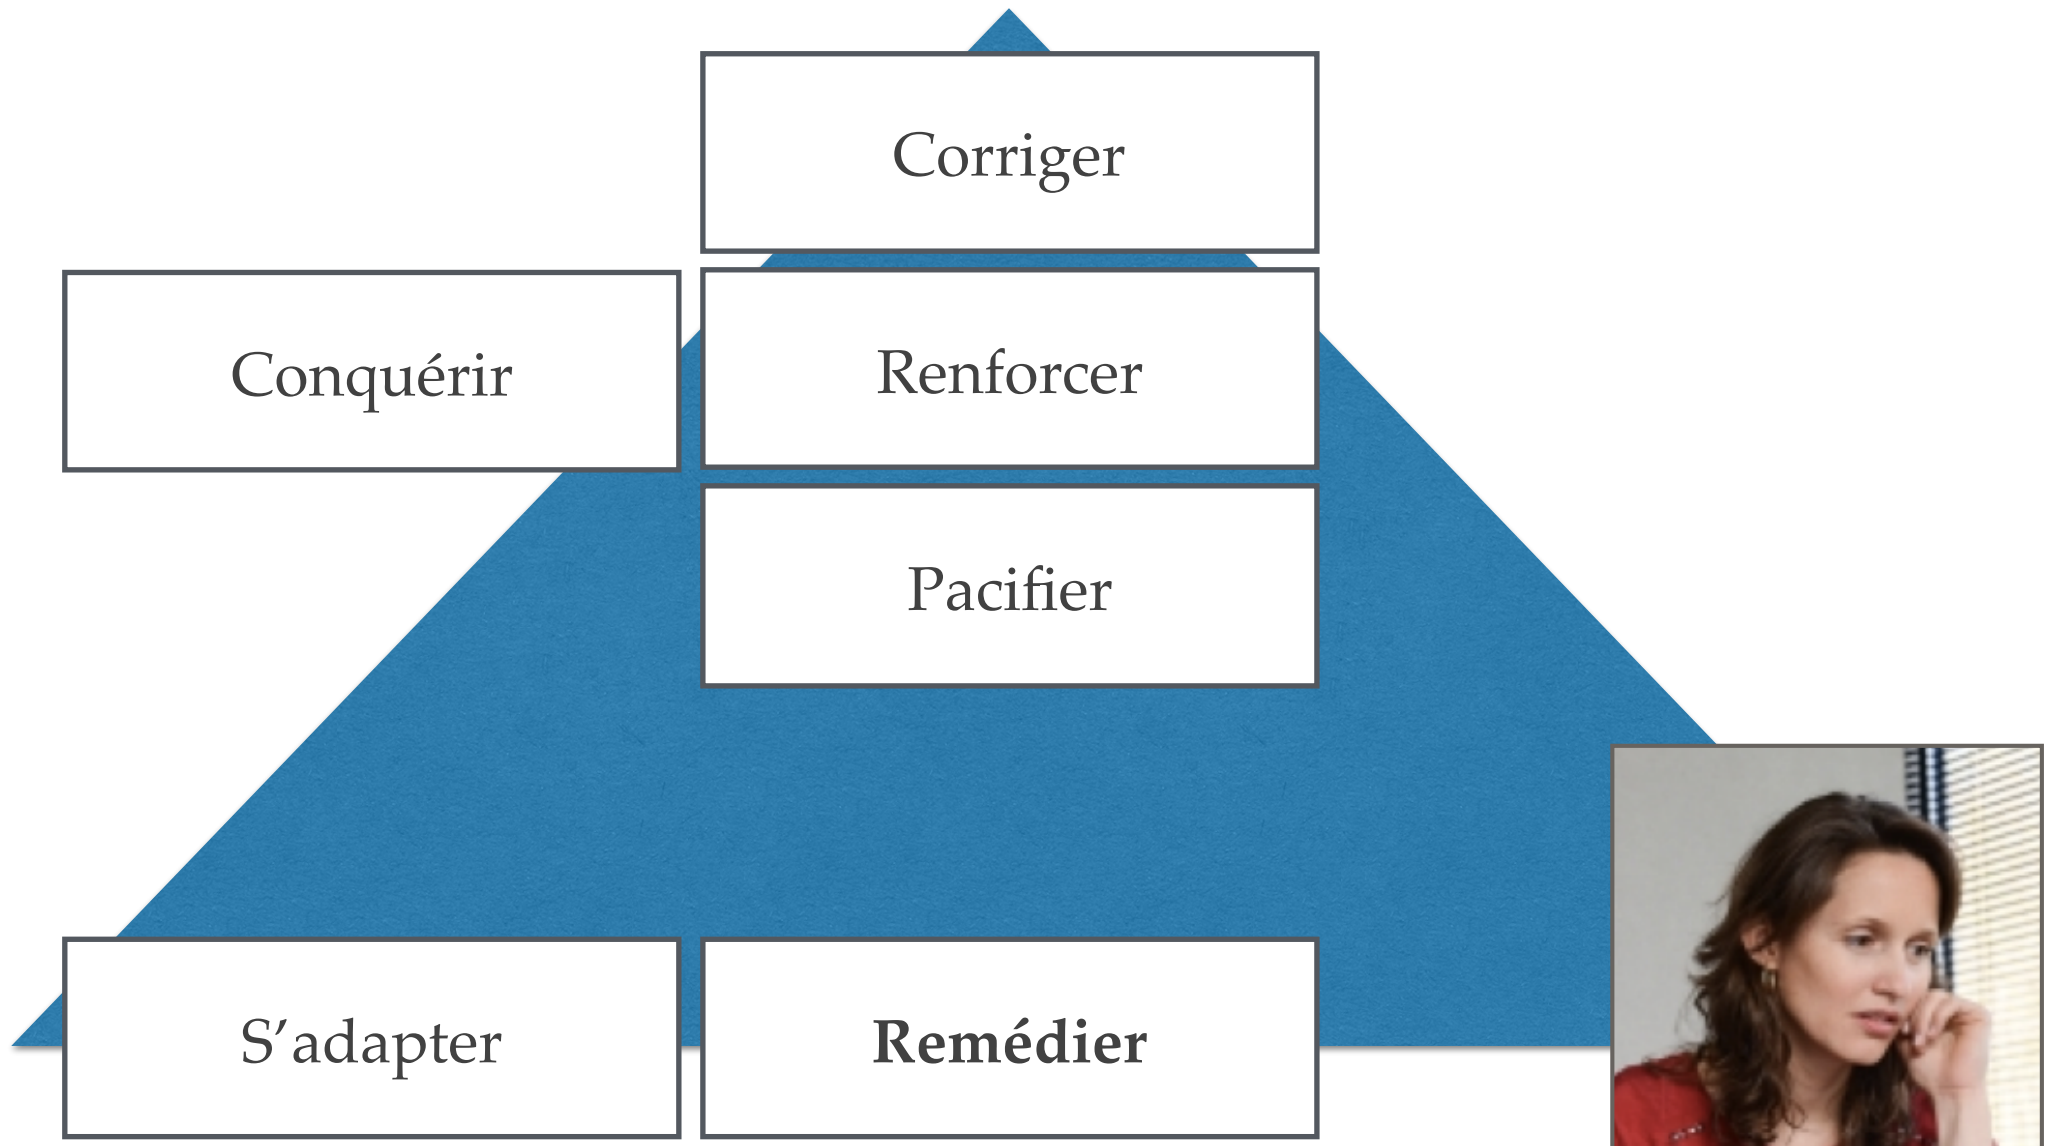 Corriger
Conquérir
Renforcer
Pacifier
S’adapter
Remédier